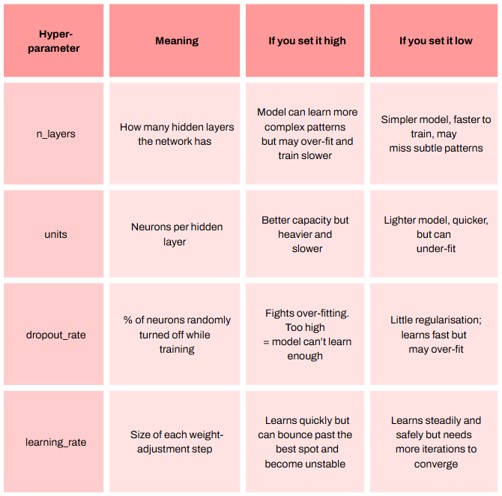 Hyper-
parameter
Meaning
If you set it high
If you set it low
n_layers
How many hidden layers
the network has
Model can learn more
complex patterns
but may over-fit and
train slower
Simpler model, faster to
train, may
miss subtle patterns
units
Neurons per hidden
layer
Better capacity but
heavier and
slower
Lighter model, quicker,
but can
under-fit
dropout_rate
% of neurons randomly
turned off while
training
Fights over-fitting.
Too high
= model can't learn
enough
Little regularisation;
learns fast but
may over-fit
learning_rate
Size of each weight-
adjustment step
Learns quickly but
can bounce past the
best spot and
become unstable
Learns steadily and
safely but needs
more iterations to
converge